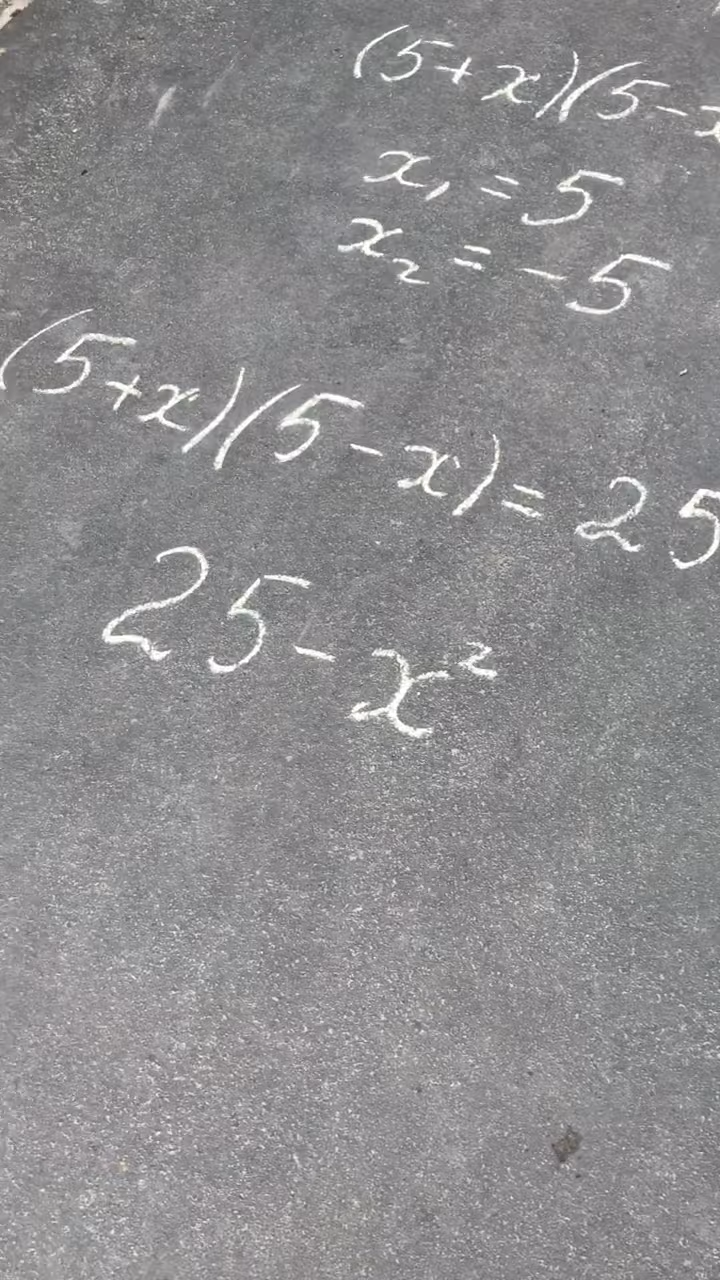 (5+x)(5-x
x₁ = 5
x₂ = -5
(5+x)(5-x) = 25
25-x²